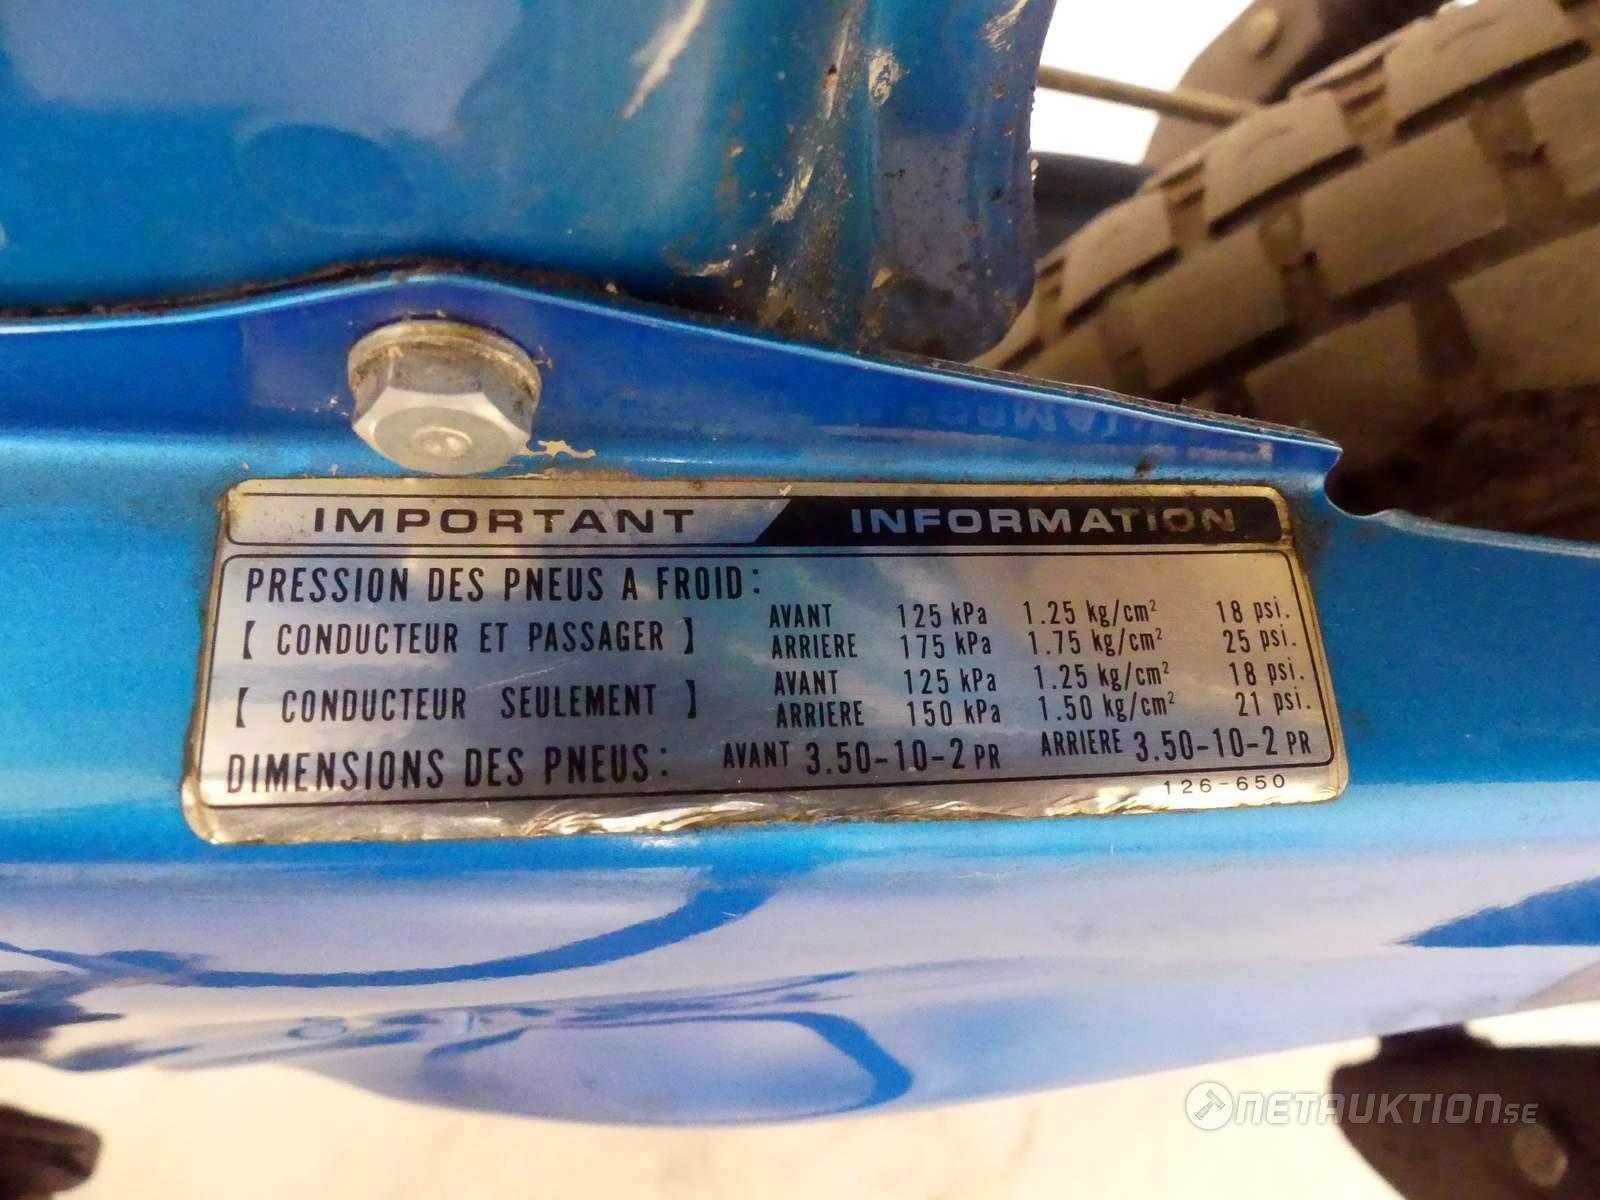 IMPORTANT INFORMATION
PRESSION DES PNEUS A FROID:
[ CONDUCTEUR ET PASSAGER ] AVANT 125 kPa 1.25 kg/cm² 18 psi.
ARRIERE 175 kPa 1.75 kg/cm² 25 psi.
[ CONDUCTEUR SEULEMENT ] AVANT 125 kPa 1.25 kg/cm² 18 psi.
ARRIERE 150 kPa 1.50 kg/cm² 21 psi.
DIMENSIONS DES PNEUS: AVANT 3.50-10-2 PR ARRIERE 3.50-10-2 PR
126-650
NETAUKTION.SE